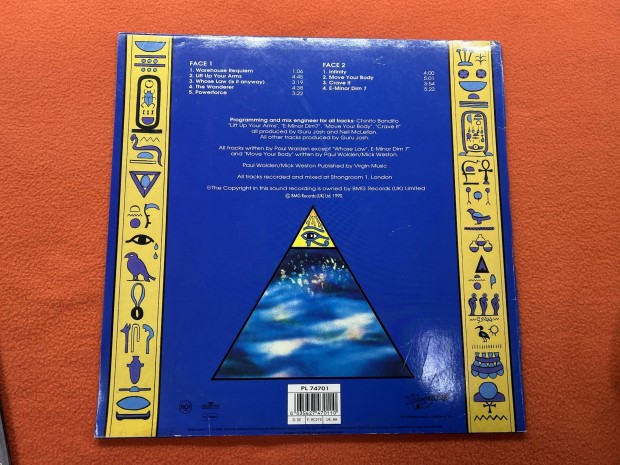 FACE 1
1. Warehouse Requiem 1.06
2. Lift Up Your Arms 4:45
3. Whose Law (is it anyway) 3.19
4. The Wanderer 4:38
5. Powerforce 3.22
FACE 2
1. Infinity 4:00
2. Move Your Body 5:01
3. Crave It 3:54
4. E-Minor Dim 7 5:23
Programming and mix engineer for all tracks: Chinito Bandito
"Lift Up Your Arms", "E Minor Dim7", "Move Your Body", "Crave It"
all produced by Guru Josh and Neil McLellan.
All other tracks produced by Guru Josh.
All tracks written by Paul Walden except "Whose Law", E-Minor Dim 7"
and "Move Your Body" written by Paul Walden/Mick Weston.
Paul Walden/Mick Weston Published by Virgin Music
All tracks recorded and mixed at Strongroom 1, London
℗The Copyright in this sound recording is owned by BMG Records (UK) Limited
© BMG Records (UK) Ltd. 1990.
PL 74701